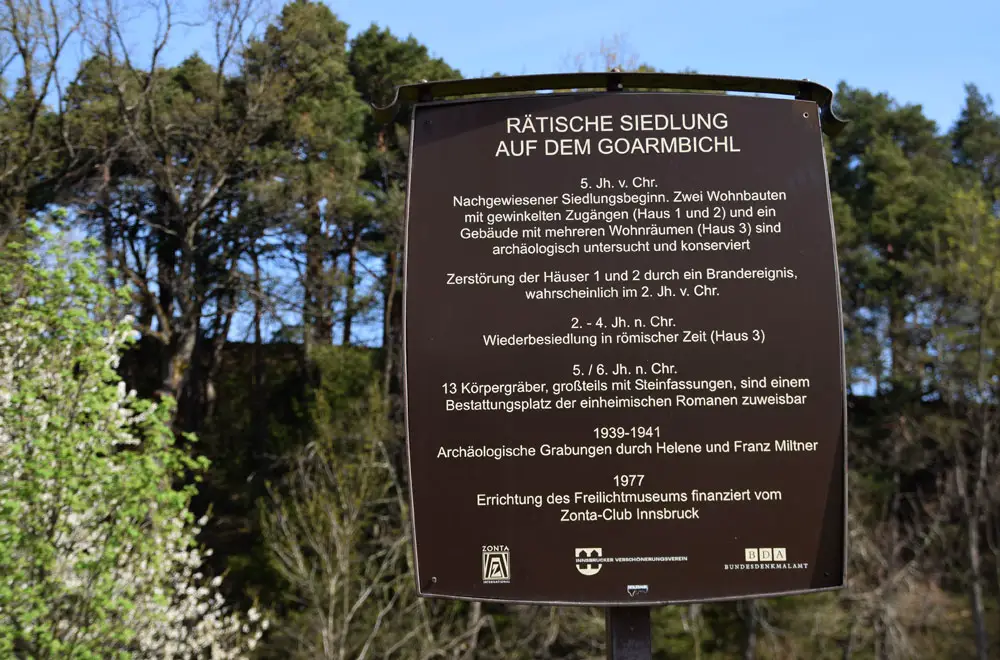 RÄTISCHE SIEDLUNG
AUF DEM GOARMBICHL
5. Jh. v. Chr.
Nachgewiesener Siedlungsbeginn. Zwei Wohnbauten
mit gewinkelten Zugängen (Haus 1 und 2) und ein
Gebäude mit mehreren Wohnräumen (Haus 3) sind
archäologisch untersucht und konserviert
Zerstörung der Häuser 1 und 2 durch ein Brandereignis,
wahrscheinlich im 2. Jh. v. Chr.
2. - 4. Jh. n. Chr.
Wiederbesiedlung in römischer Zeit (Haus 3)
5. / 6. Jh. n. Chr.
13 Körpergräber, großteils mit Steinfassungen, sind einem
Bestattungsplatz der einheimischen Romanen zuweisbar
1939-1941
Archäologische Grabungen durch Helene und Franz Miltner
1977
Errichtung des Freilichtmuseums finanziert vom
Zonta-Club Innsbruck
ZONTA
INTERNATIONAL
INNSBRUCKER VERSCHÖNERUNGSVEREIN
BDA
BUNDESDENKMALAMT